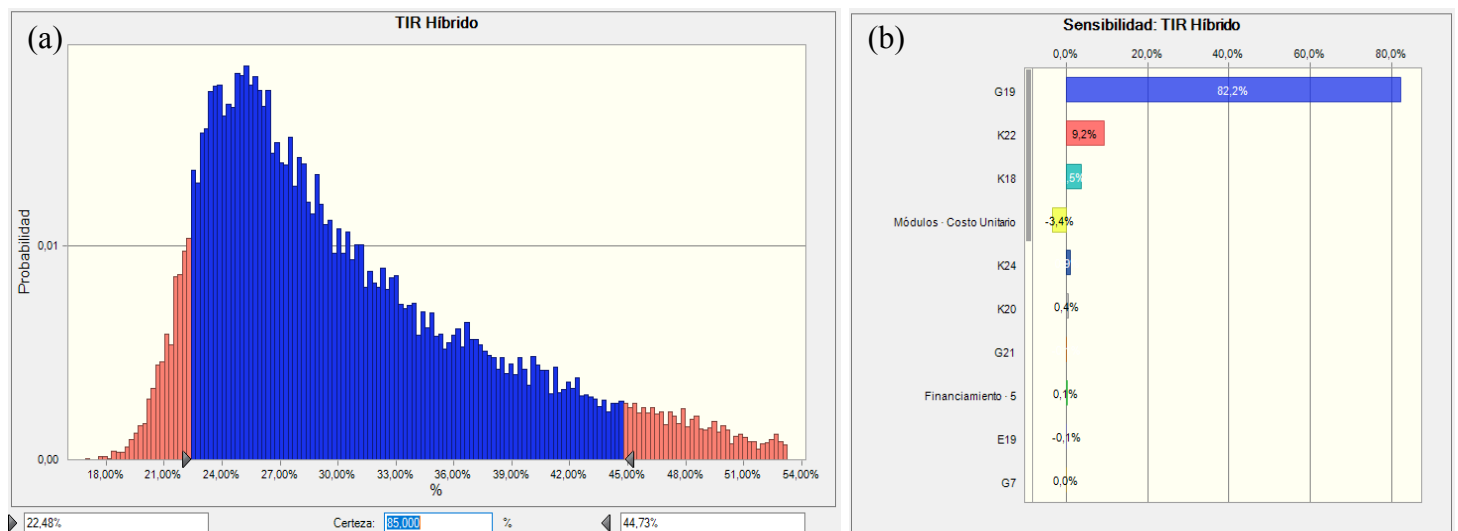 (a)
TIR Híbrido
Probabilidad
0,01
0,00
18,00% 21,00% 24,00% 27,00% 30,00% 33,00% 36,00% 39,00% 42,00% 45,00% 48,00% 51,00% 54,00%
%
22,48% Certeza: 85,000 % 44,73%
(b)
Sensibilidad: TIR Híbrido
0,0% 20,0% 40,0% 60,0% 80,0%
G19 82,2%
K22 9,2%
K18 ,5%
Módulos - Costo Unitario -3,4%
K24
K20 0,4%
G21
Financiamiento - 5 0,1%
E19 -0,1%
G7 0,0%